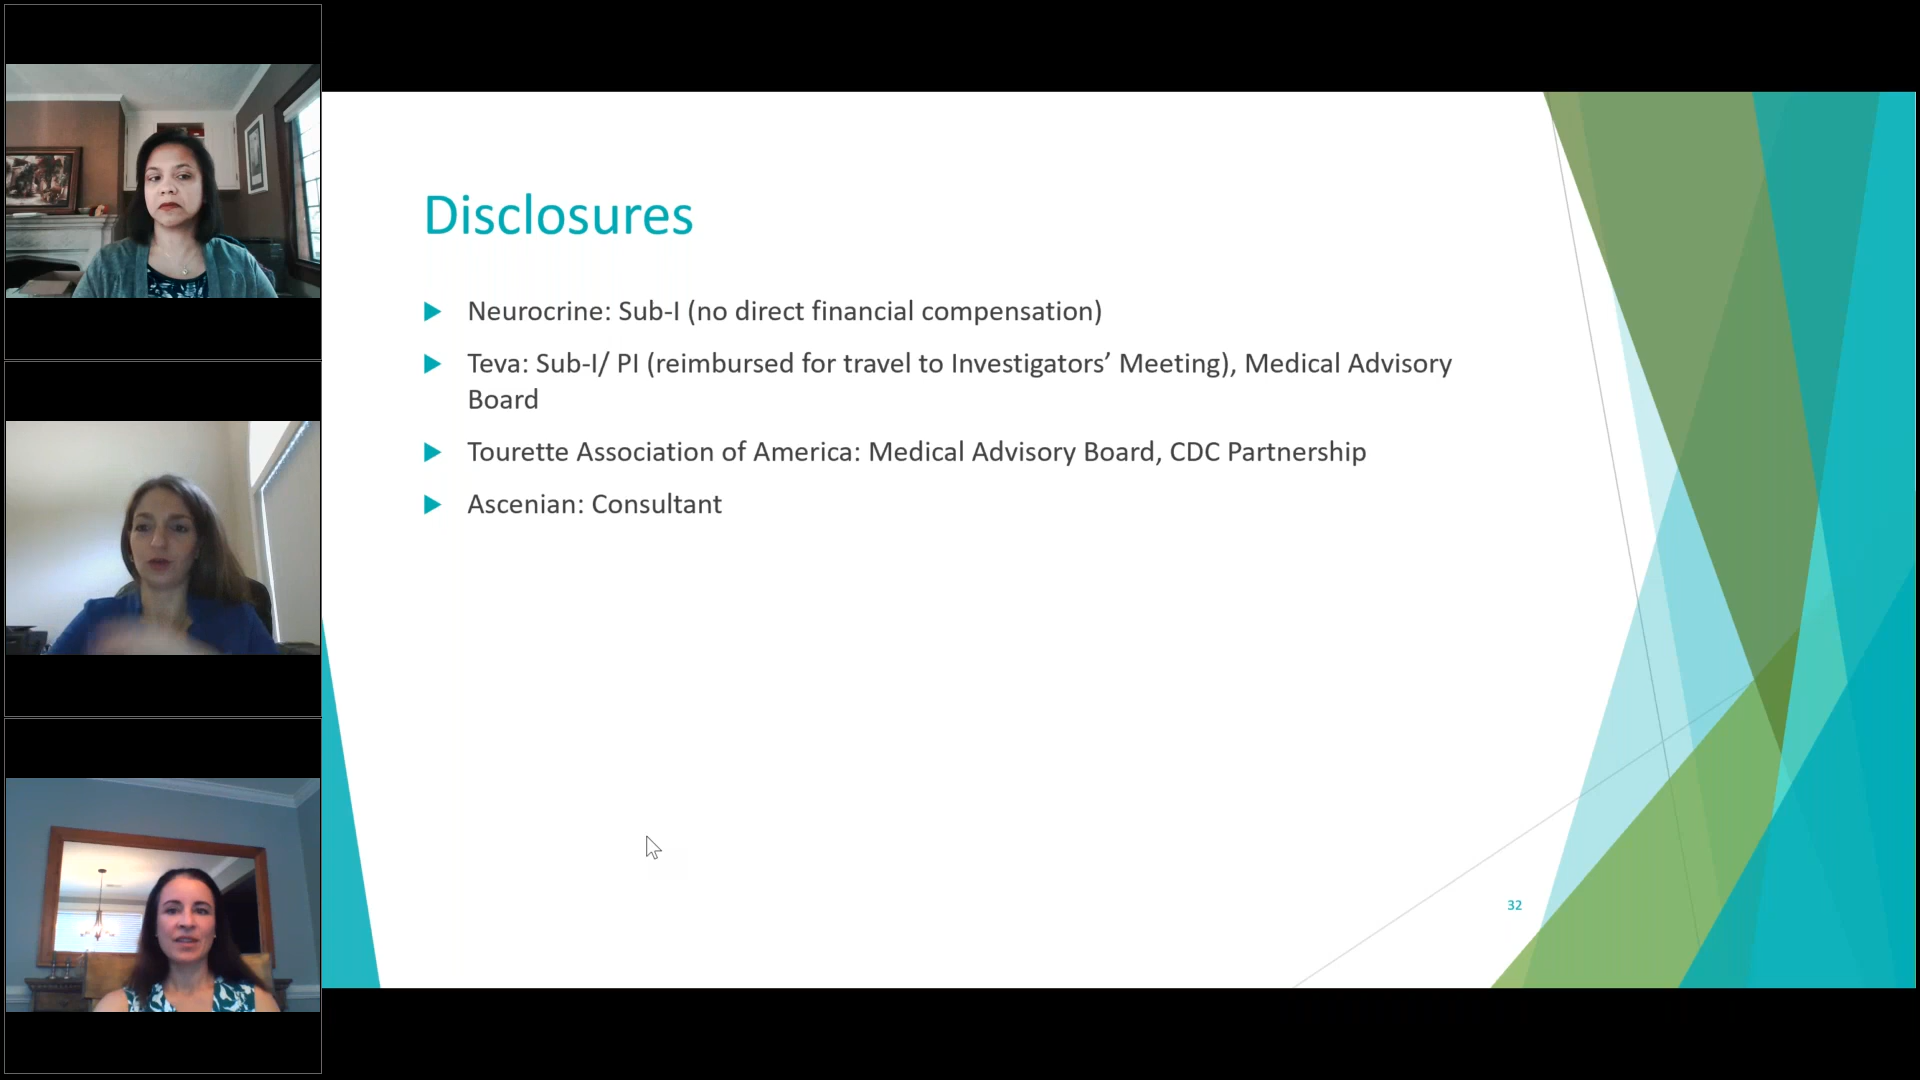 Disclosures
Neurocrine: Sub-I (no direct financial compensation)
Teva: Sub-I/ PI (reimbursed for travel to Investigators’ Meeting), Medical Advisory
Board
Tourette Association of America: Medical Advisory Board, CDC Partnership
Ascenian: Consultant
32